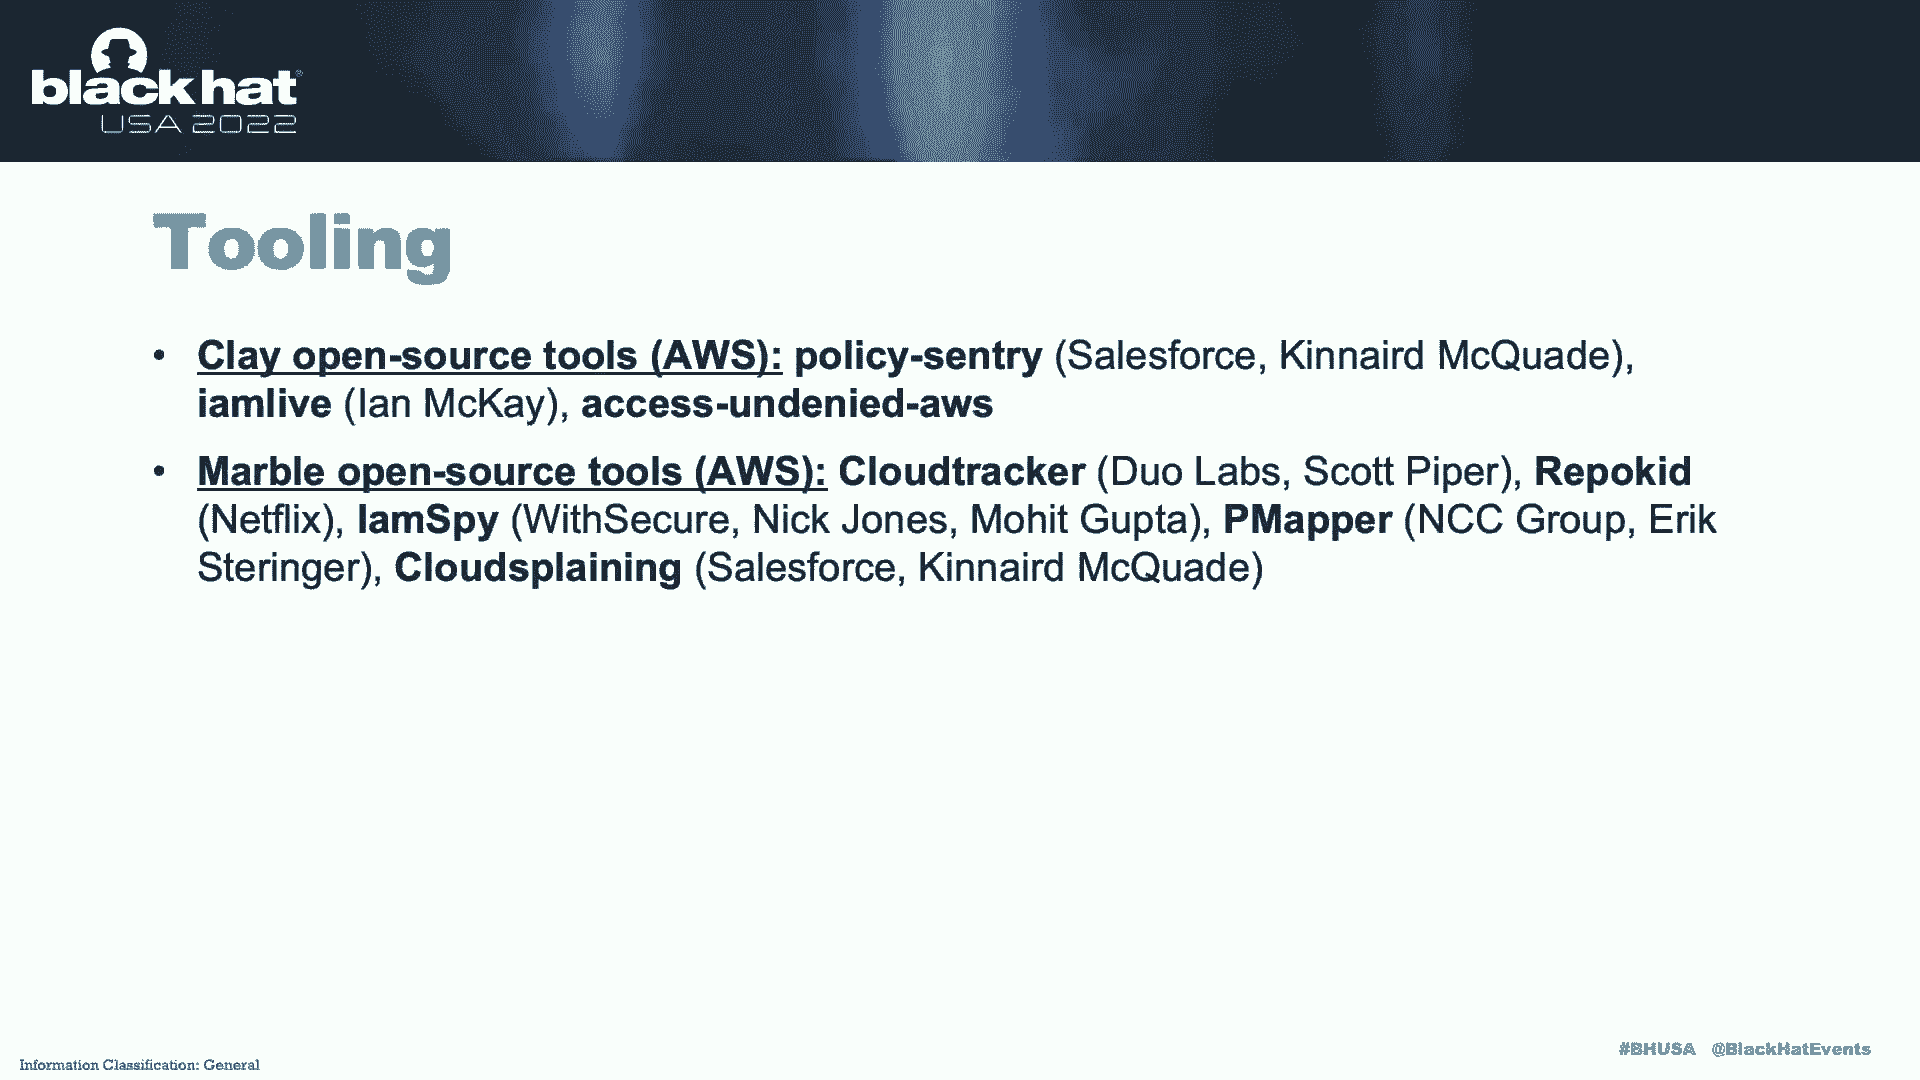 black hat®
USA 2022
Tooling
• Clay open-source tools (AWS): policy-sentry (Salesforce, Kinnaird McQuade),
iamlive (Ian McKay), access-undenied-aws
• Marble open-source tools (AWS): Cloudtracker (Duo Labs, Scott Piper), Repokid
(Netflix), IamSpy (WithSecure, Nick Jones, Mohit Gupta), PMapper (NCC Group, Erik
Steringer), Cloudsplaining (Salesforce, Kinnaird McQuade)
#BHUSA @BlackHatEvents
Information Classification: General